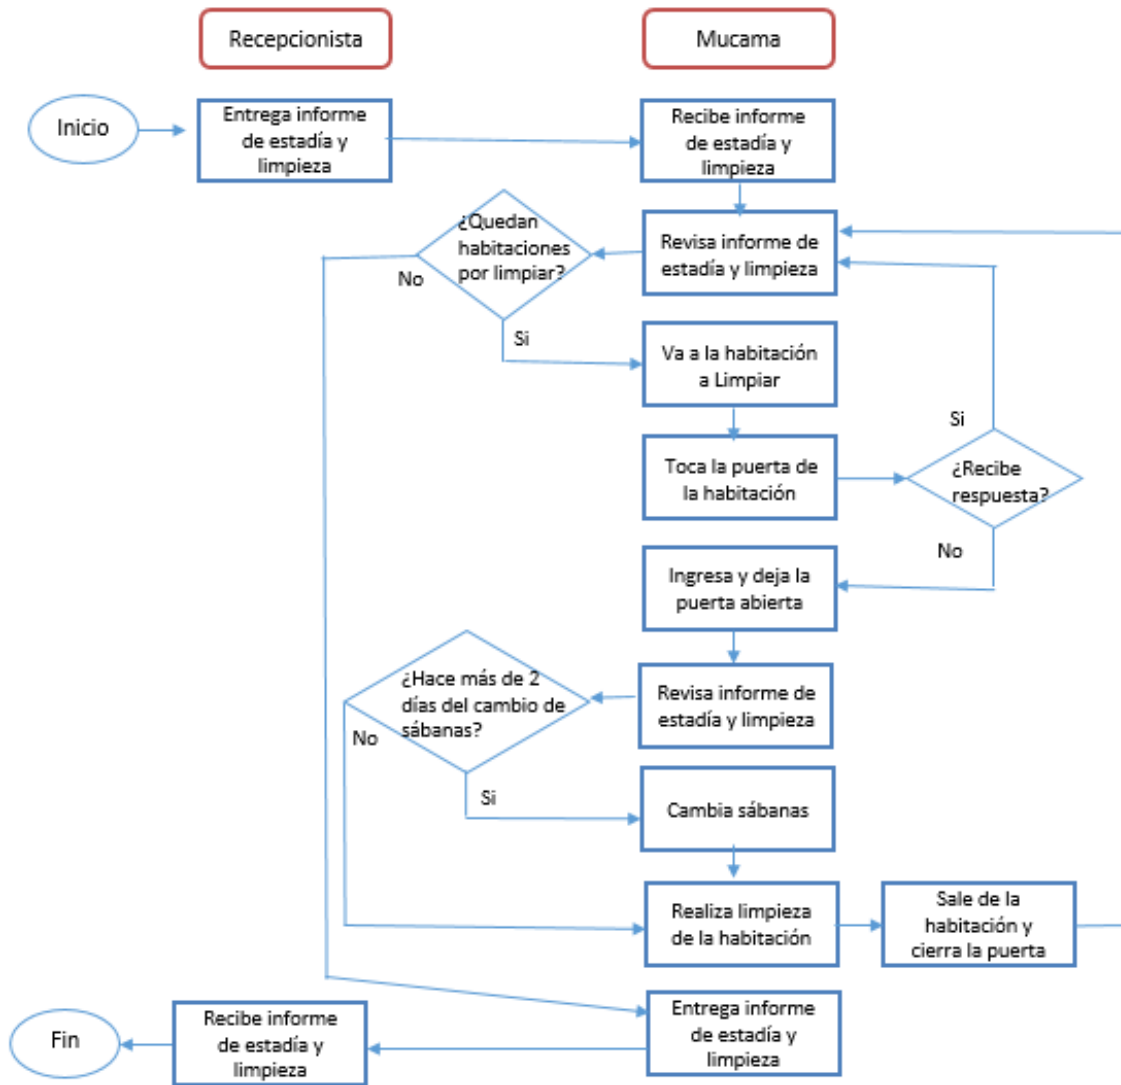 Recepcionista
Mucama
Inicio
Entrega informe
de estadía y
limpieza
Recibe informe
de estadía y
limpieza
¿Quedan
habitaciones
por limpiar?
Revisa informe de
estadía y limpieza
No
Si
Va a la habitación
a Limpiar
Si
Toca la puerta de
la habitación
¿Recibe
respuesta?
No
Ingresa y deja la
puerta abierta
¿Hace más de 2
días del cambio de
sábanas?
Revisa informe de
estadía y limpieza
No
Si
Cambia sábanas
Realiza limpieza
de la habitación
Sale de la
habitación y
cierra la puerta
Entrega informe
de estadía y
limpieza
Recibe informe
de estadía y
limpieza
Fin